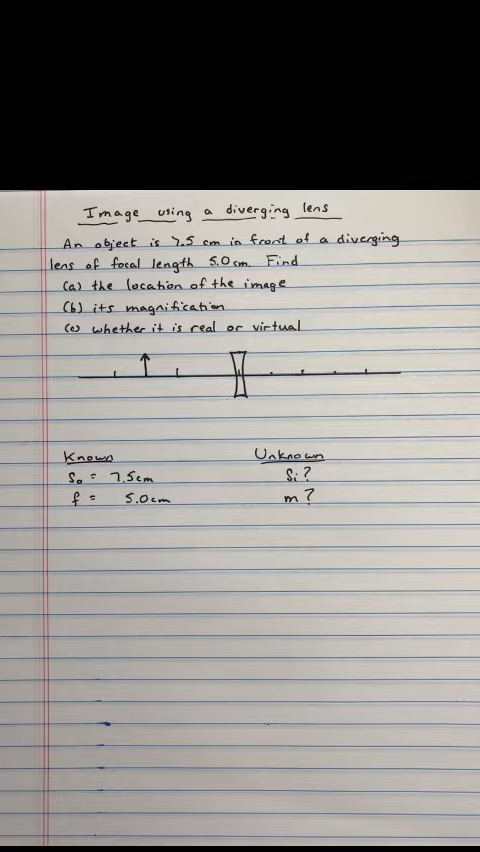 Image using a diverging lens
An object is 7.5 cm in front of a diverging
lens of focal length 5.0cm. Find
(a) the location of the image
(b) its magnification
(c) whether it is real or virtual
Known Unknown
So = 7.5cm Si?
f = 5.0cm m?